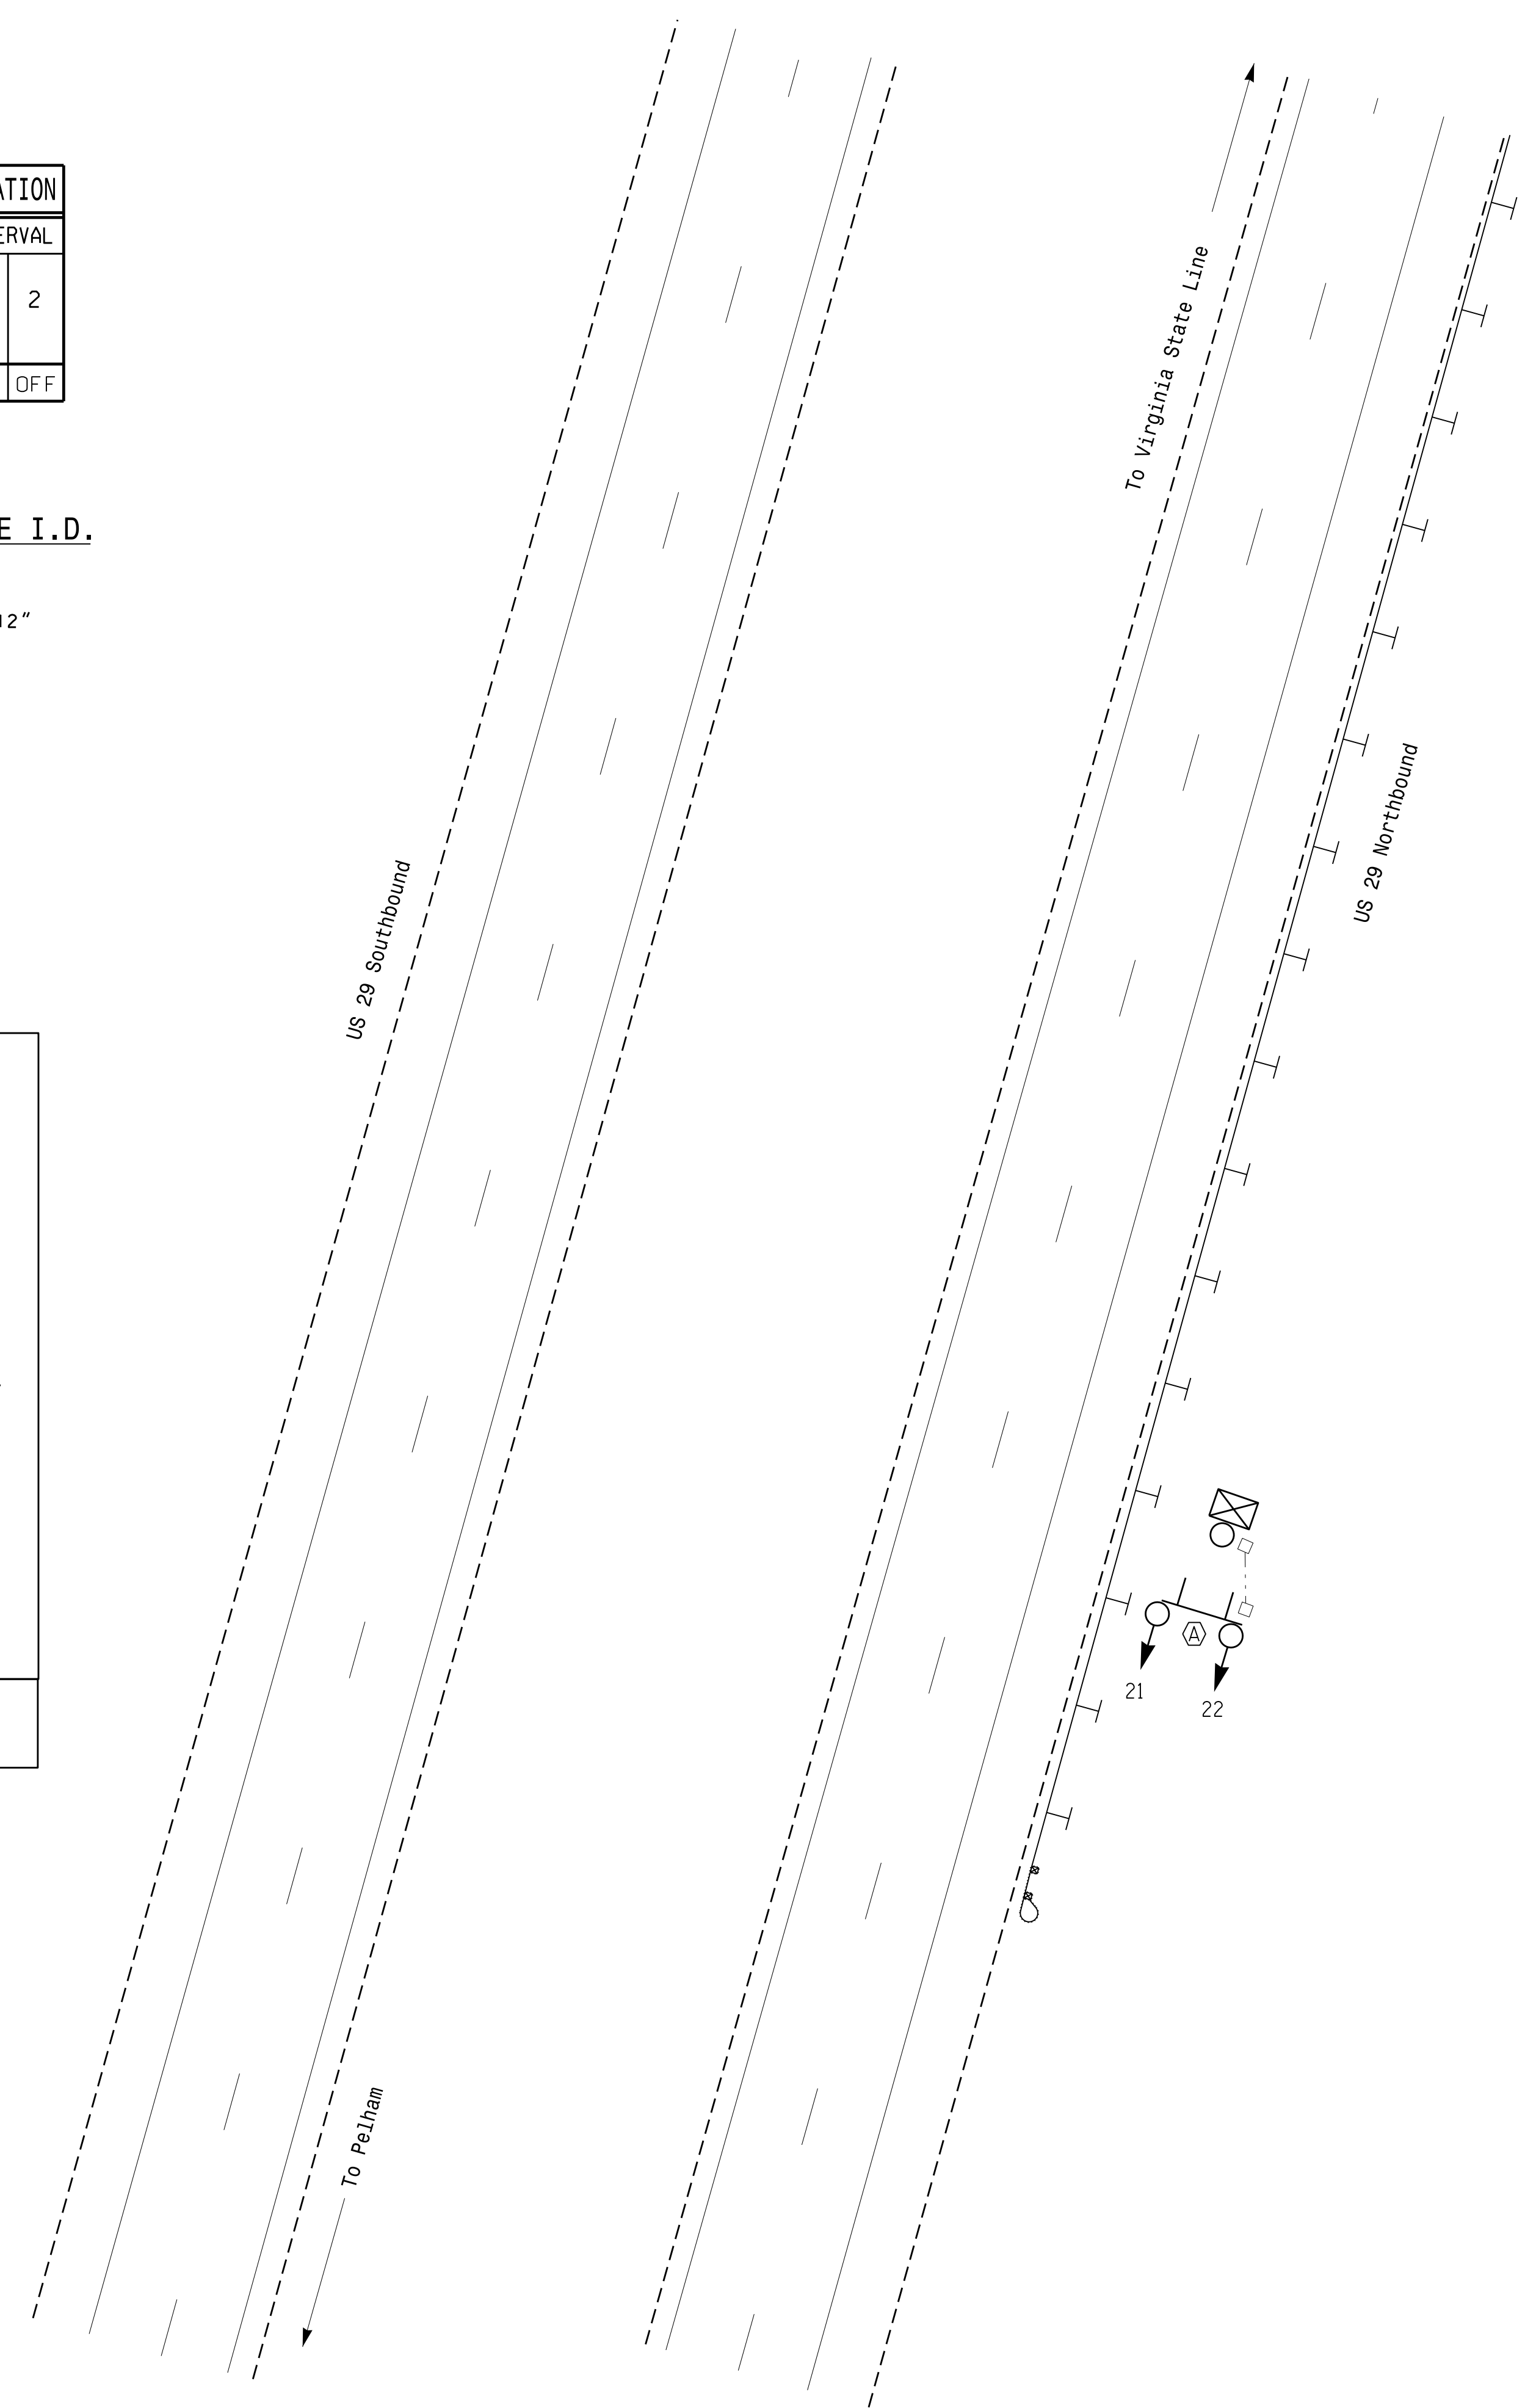 ATION
ERVAL
2
OFF
E I.D.
12"
To Virginia State Line
US 29 Northbound
US 29 Southbound
A
21
22
To Pelham